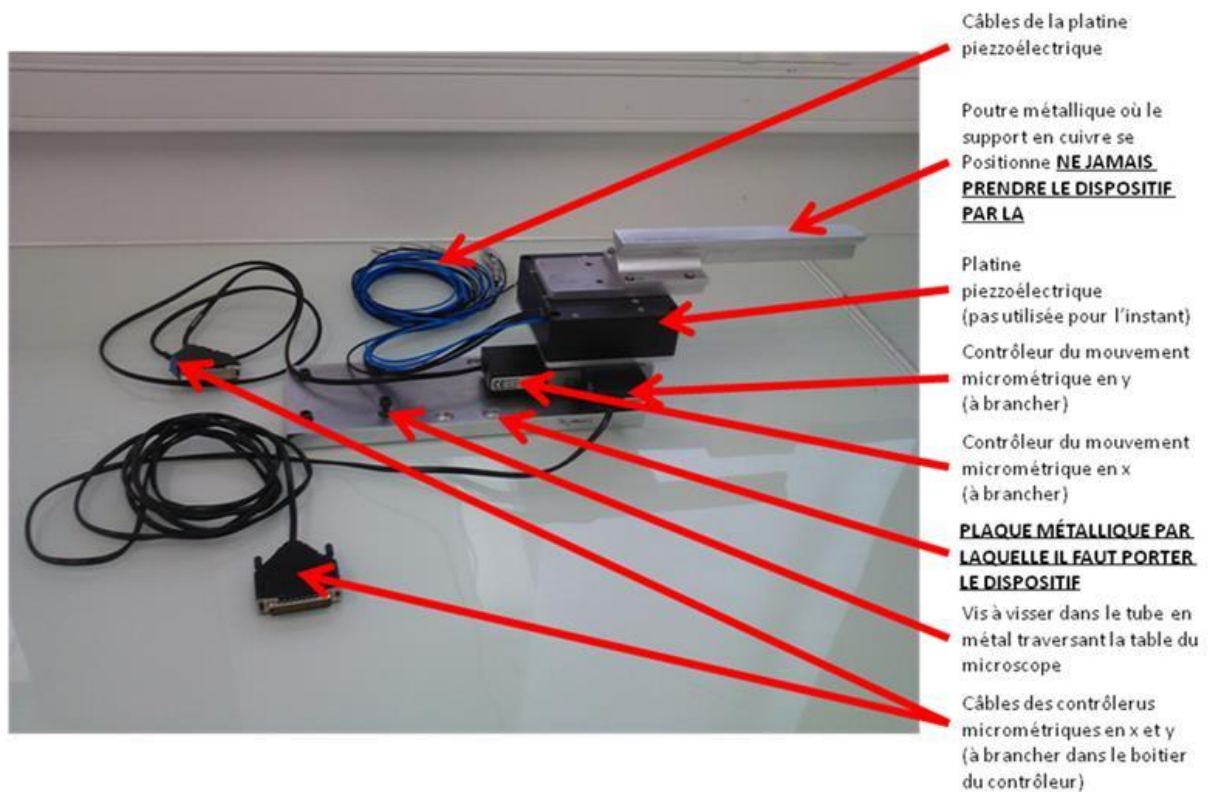 Câbles de la platine
piezzoélectrique
Poutre métallique où le
support en cuivre se
Positionne NE JAMAIS
PRENDRE LE DISPOSITIF
PAR LA
Platine
piezzoélectrique
(pas utilisée pour l'instant)
Contrôleur du mouvement
micrométrique en y
(à brancher)
Contrôleur du mouvement
micrométrique en x
(à brancher)
PLAQUE MÉTALLIQUE PAR
LAQUELLE IL FAUT PORTER
LE DISPOSITIF
Vis à visser dans le tube en
métal traversant la table du
microscope
Câbles des contrôlerus
micrométriques en x et y
(à brancher dans le boitier
du contrôleur)